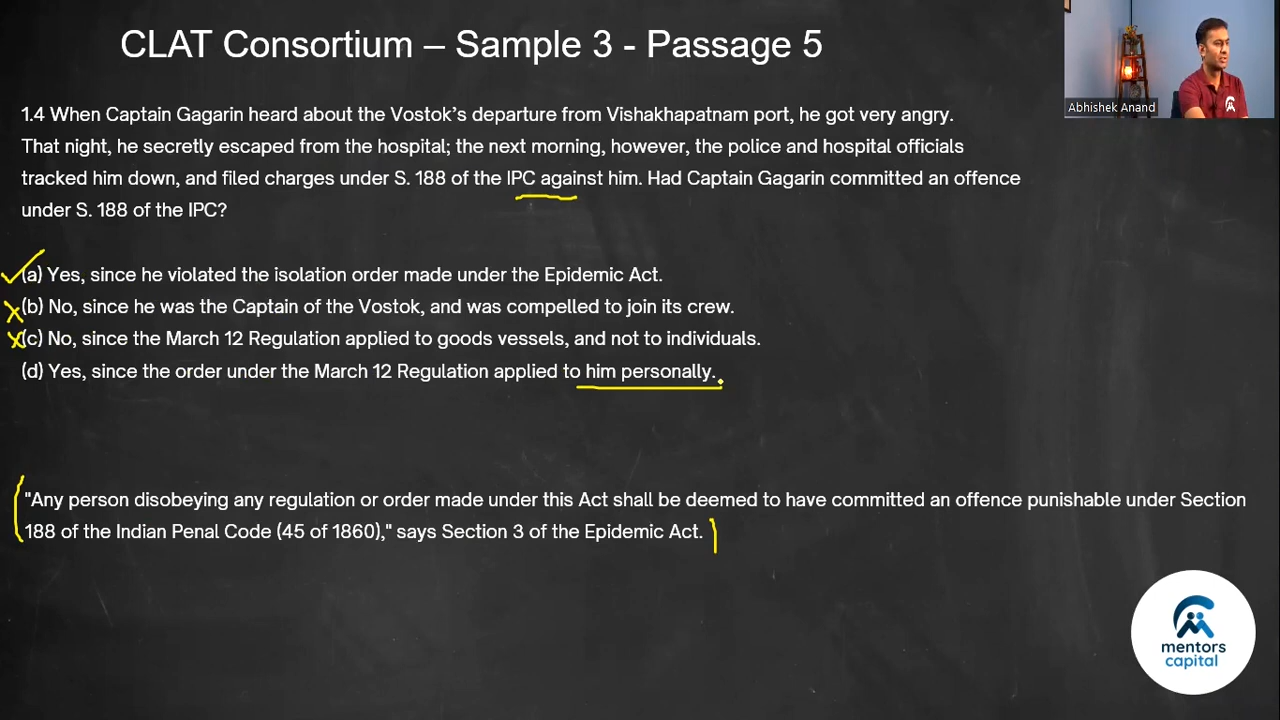 CLAT Consortium – Sample 3 - Passage 5
Abhishek Anand
1.4 When Captain Gagarin heard about the Vostok's departure from Vishakhapatnam port, he got very angry.
That night, he secretly escaped from the hospital; the next morning, however, the police and hospital officials
tracked him down, and filed charges under S. 188 of the IPC against him. Had Captain Gagarin committed an offence
under S. 188 of the IPC?
(a) Yes, since he violated the isolation order made under the Epidemic Act.
(b) No, since he was the Captain of the Vostok, and was compelled to join its crew.
(c) No, since the March 12 Regulation applied to goods vessels, and not to individuals.
(d) Yes, since the order under the March 12 Regulation applied to him personally.
"Any person disobeying any regulation or order made under this Act shall be deemed to have committed an offence punishable under Section
188 of the Indian Penal Code (45 of 1860)," says Section 3 of the Epidemic Act.
mentors
capital